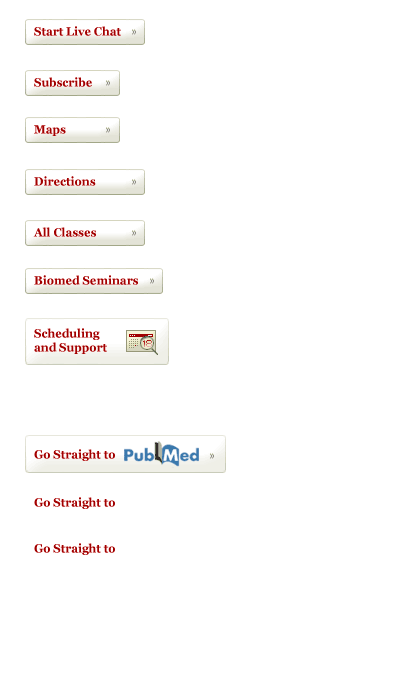 Start Live Chat »
Subscribe »
Maps »
Directions »
All Classes »
Biomed Seminars »
Scheduling
and Support
Go Straight to PubMed »
Go Straight to
Go Straight to